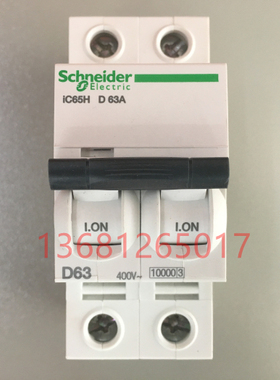 Schneider
Electric
iC65H D 63A
I.ON I.ON
13681265017
D63 400V~ 10000 3